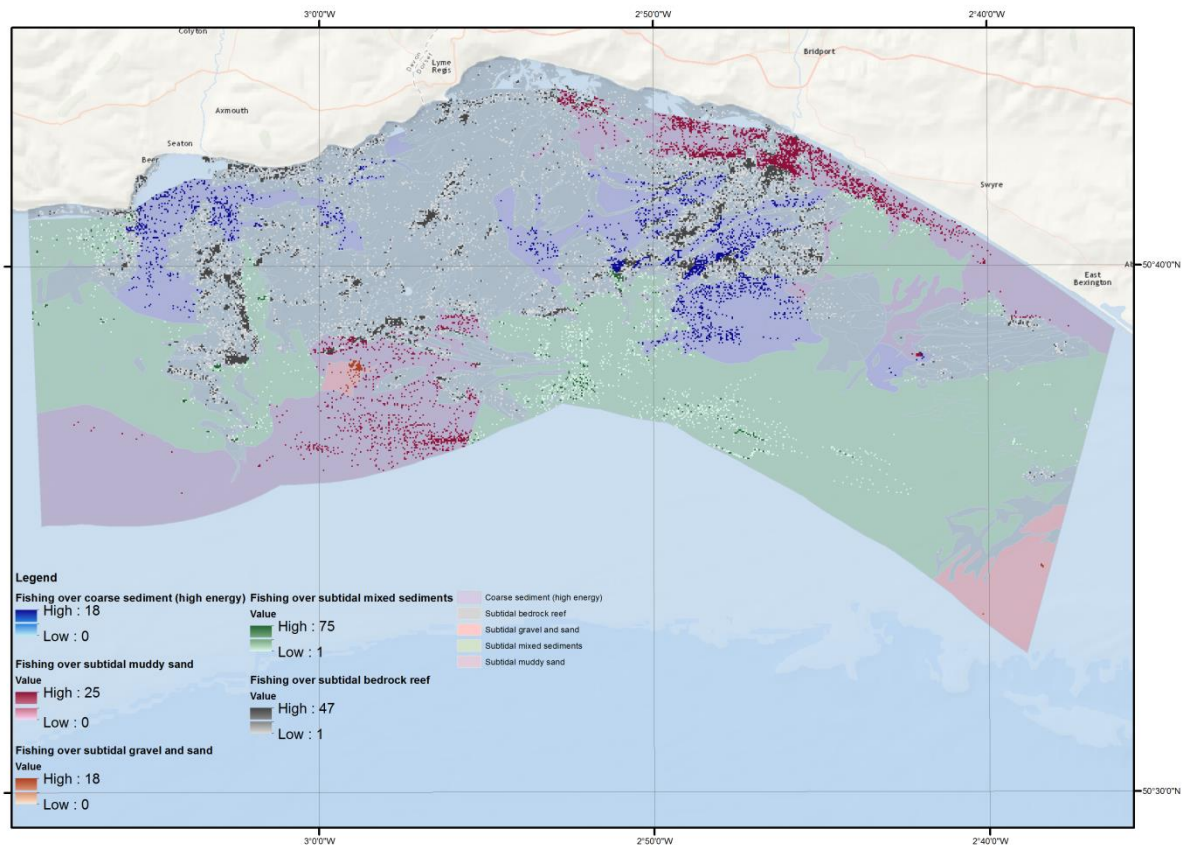 3°0'0"W
2°50'0"W
2°40'0"W
Colyton
Bridport
Devon
Dorset
Lyme
Regis
Axmouth
Seaton
Beer
Swyre
50°40'0"N
East
Bexington
Legend
Fishing over coarse sediment (high energy)
High : 18
Low : 0
Fishing over subtidal muddy sand
Value
High : 25
Low : 0
Fishing over subtidal gravel and sand
Value
High : 18
Low : 0
Fishing over subtidal mixed sediments
Value
High : 75
Low : 1
Fishing over subtidal bedrock reef
Value
High : 47
Low : 1
Coarse sediment (high energy)
Subtidal bedrock reef
Subtidal gravel and sand
Subtidal mixed sediments
Subtidal muddy sand
50°30'0"N
3°0'0"W
2°50'0"W
2°40'0"W